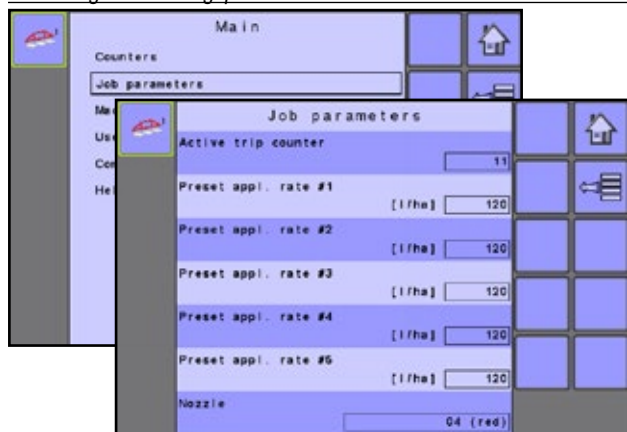 Main
Counters
Job parameters
Job parameters
Active trip counter
11
Preset appl. rate #1
[l/ha] 120
Preset appl. rate #2
[l/ha] 120
Preset appl. rate #3
[l/ha] 120
Preset appl. rate #4
[l/ha] 120
Preset appl. rate #5
[l/ha] 120
Nozzle
04 (red)